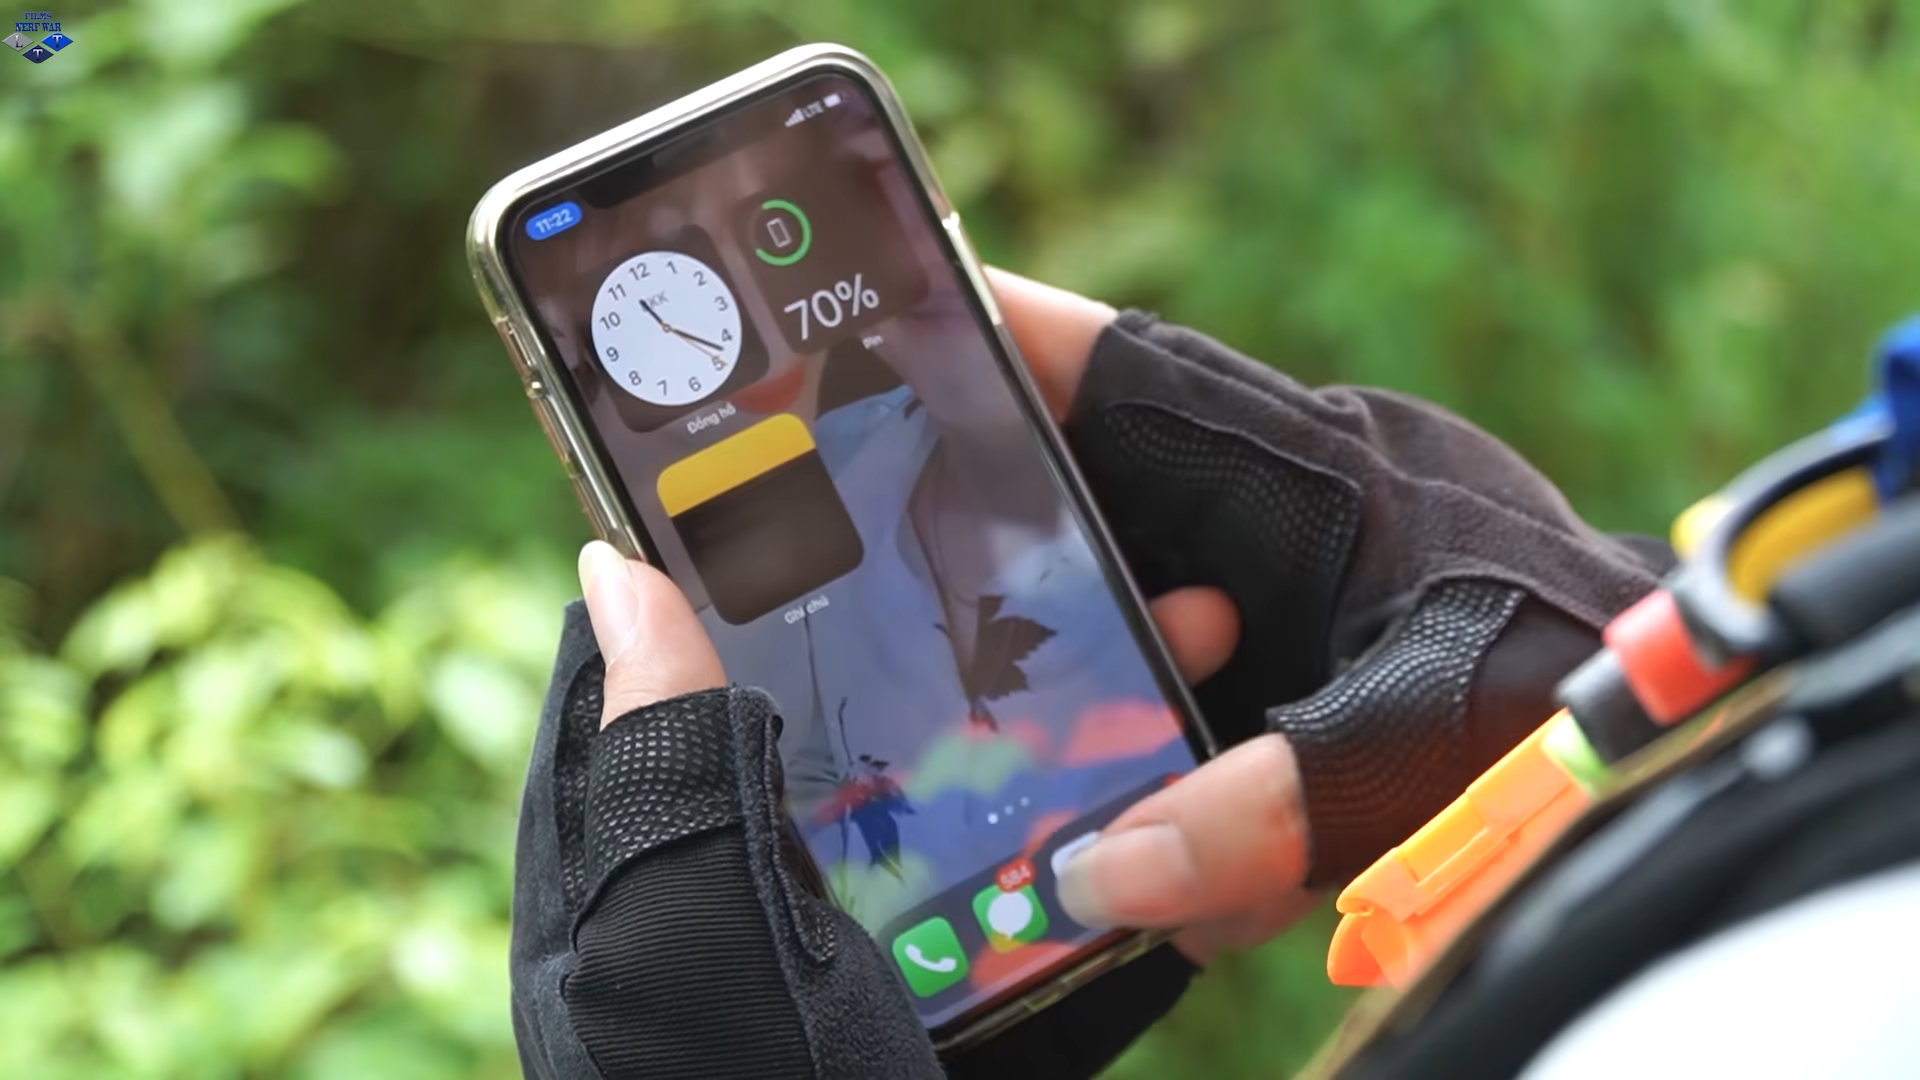 FILMS
NERF WAR
L T T
LTE
11:22
12 1 2 3 4 5 6 7 8 9 10 11
70%
Pin
Đồng hồ
Ghi chú
584